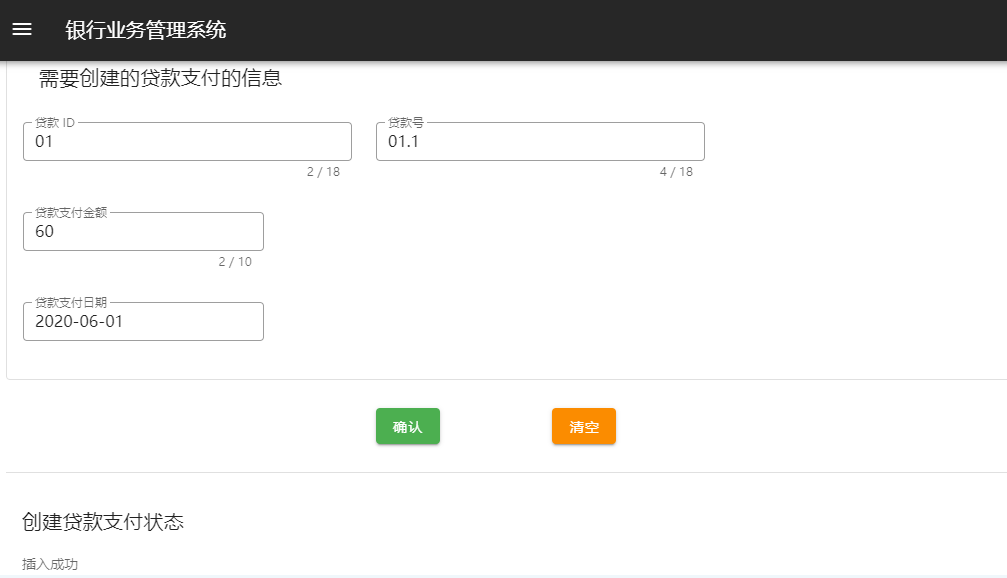 银行业务管理系统
需要创建的贷款支付的信息
贷款 ID
01
2 / 18
贷款号
01.1
4 / 18
贷款支付金额
60
2 / 10
贷款支付日期
2020-06-01
确认
清空
创建贷款支付状态
插入成功